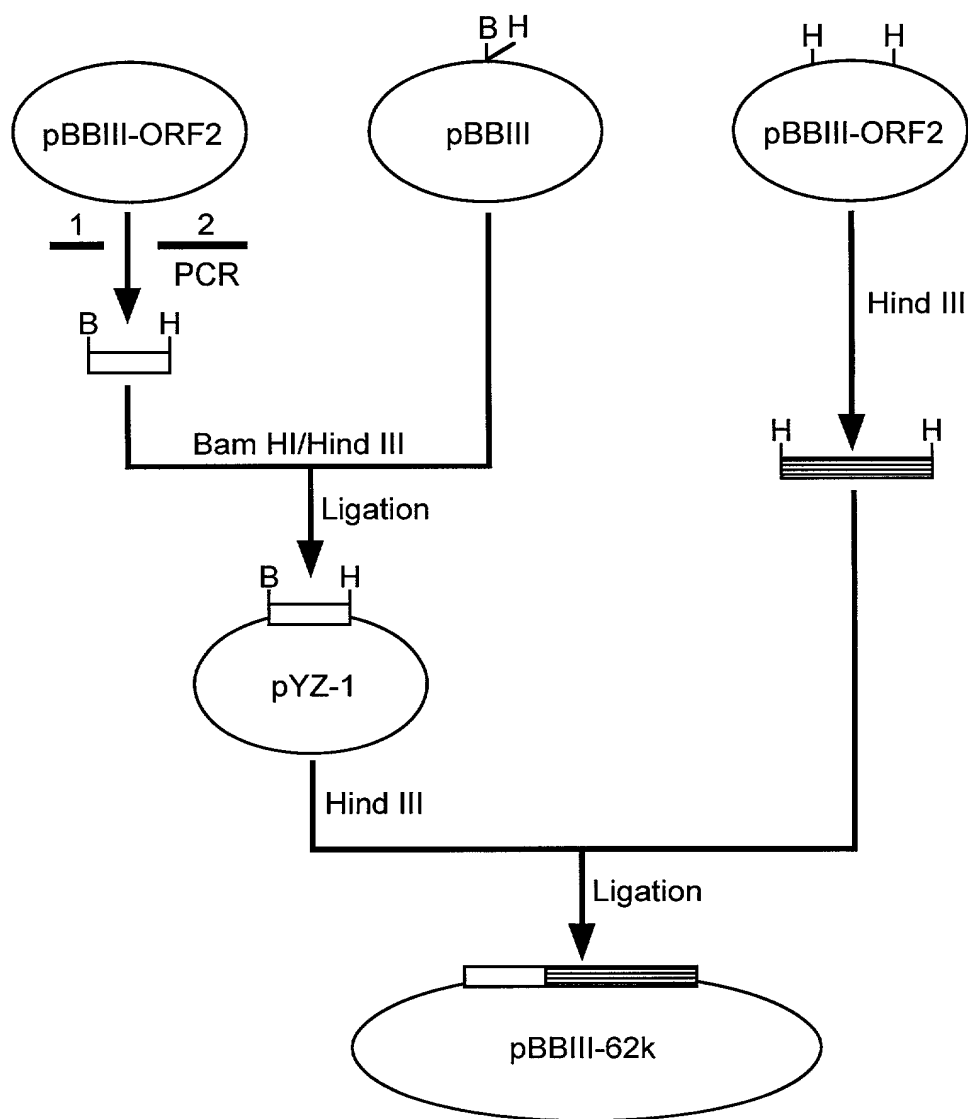 B H
H H
pBBIII-ORF2
pBBIII
pBBIII-ORF2
1 2
PCR
Hind III
B H
H H
Bam HI/Hind III
Ligation
B H
pYZ-1
Hind III
Ligation
pBBIII-62k